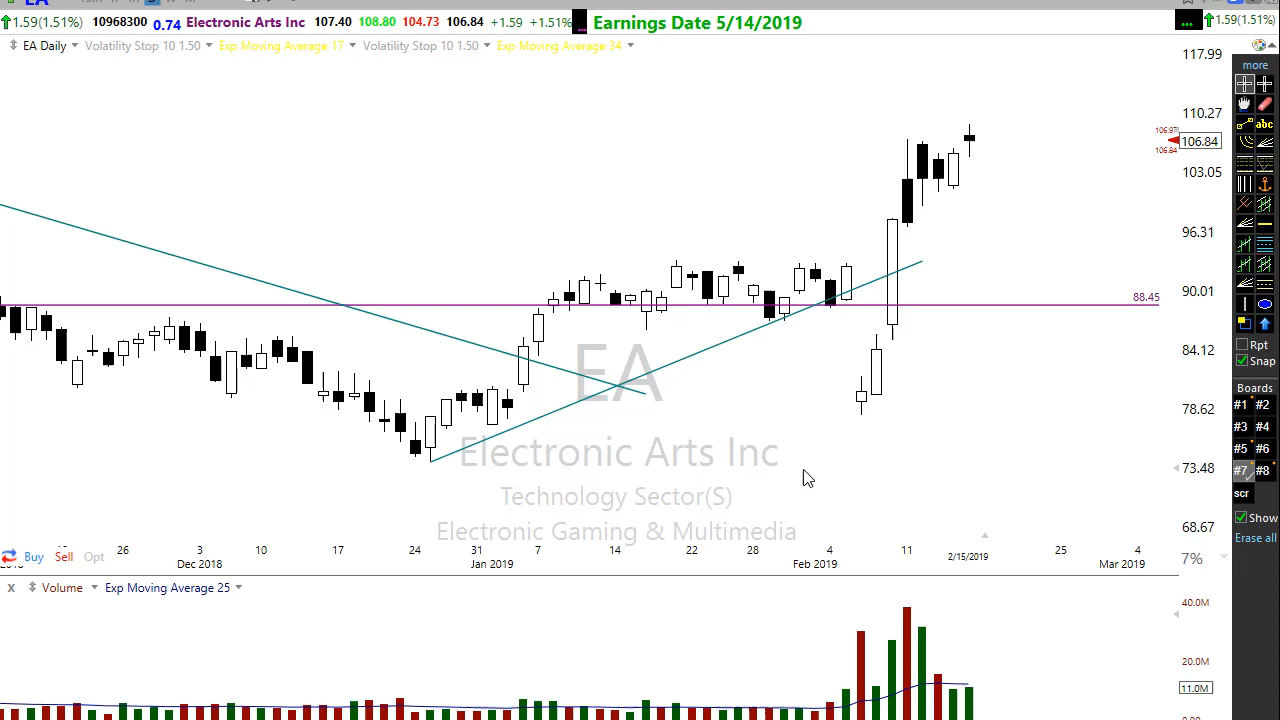 EA
1.59(1.51%) 10968300 0.74 Electronic Arts Inc 107.40 108.80 104.73 106.84 +1.59 +1.51% ... Earnings Date 5/14/2019 ... 1.59(1.51%)
EA Daily Volatility Stop 10 1.50 Exp Moving Average 17 Volatility Stop 10 1.50 Exp Moving Average 34
117.99
more
abc
110.27
106.97
106.84
106.84
103.05
96.31
90.01
88.45
84.12
Rpt
Snap
EA
Boards
#1 #2
78.62
#3 #4
Electronic Arts Inc
#5 #6
73.48
#7 #8
Technology Sector(S)
scr
Show
68.67
Electronic Gaming & Multimedia
Erase all
26 3 10 17 24 31 7 14 22 28 4 11 2/15/2019 25 4
Buy Sell Opt
7%
Dec 2018 Jan 2019 Feb 2019 Mar 2019
x Volume Exp Moving Average 25
40.0M
20.0M
11.0M